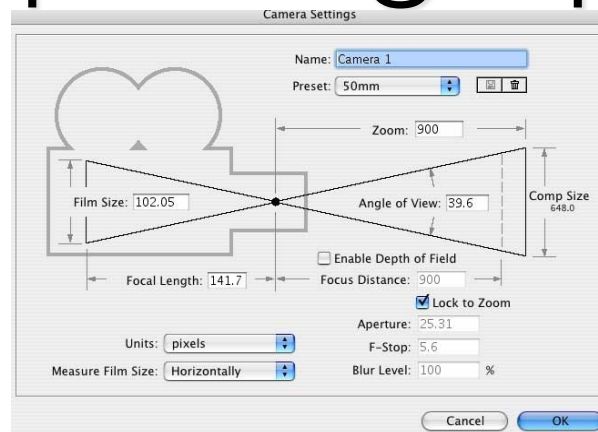 Camera Settings
Name: Camera 1
Preset: 50mm
Zoom: 900
Film Size: 102.05
Angle of View: 39.6
Comp Size
648.0
Enable Depth of Field
Focal Length: 141.7
Focus Distance: 900
Lock to Zoom
Aperture: 25.31
Units: pixels
F-Stop: 5.6
Measure Film Size: Horizontally
Blur Level: 100 %
Cancel
OK